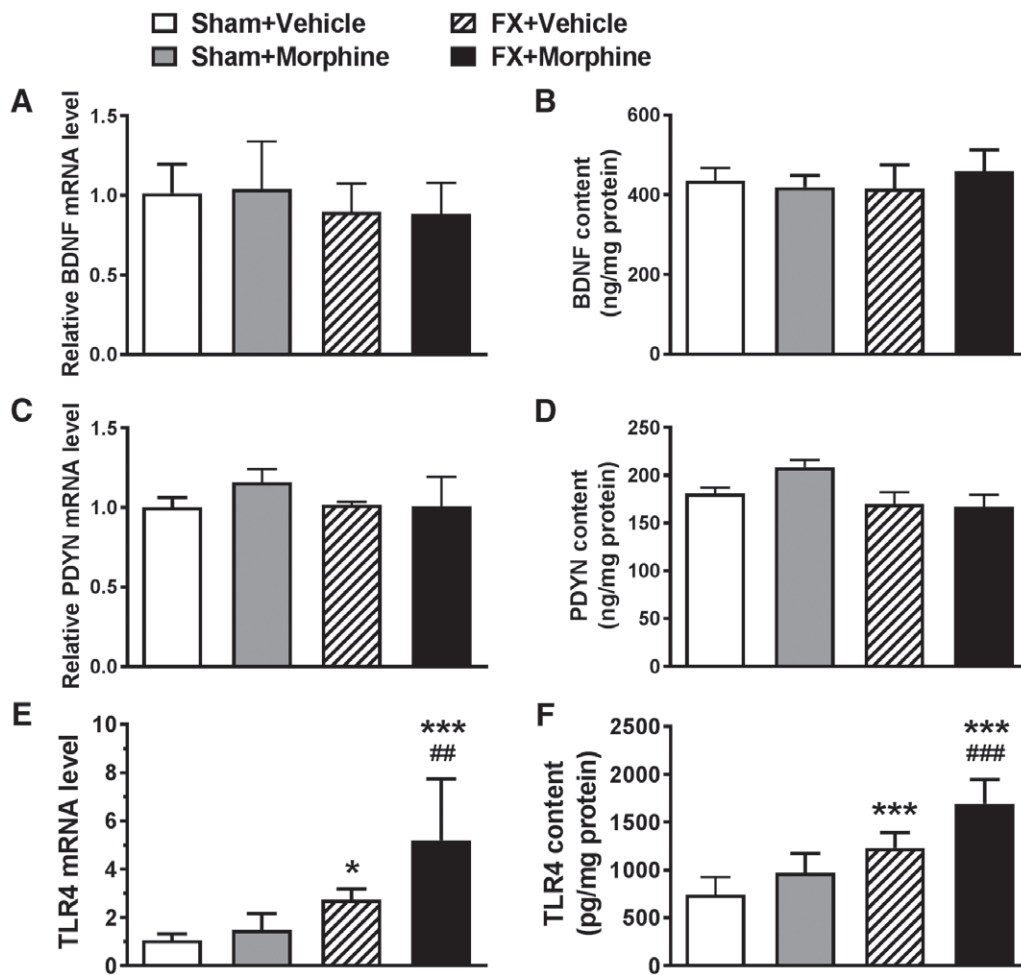 Sham+Vehicle FX+Vehicle
Sham+Morphine FX+Morphine
A
Relative BDNF mRNA level
1.5
1.0
0.5
0.0
B
BDNF content
(ng/mg protein)
600
400
200
0
C
Relative PDYN mRNA level
1.5
1.0
0.5
0.0
D
PDYN content
(ng/mg protein)
250
200
150
100
50
0
E
TLR4 mRNA level
10
8
6
4
2
0
*
***
##
F
TLR4 content
(pg/mg protein)
2500
2000
1500
1000
500
0
***
***
###